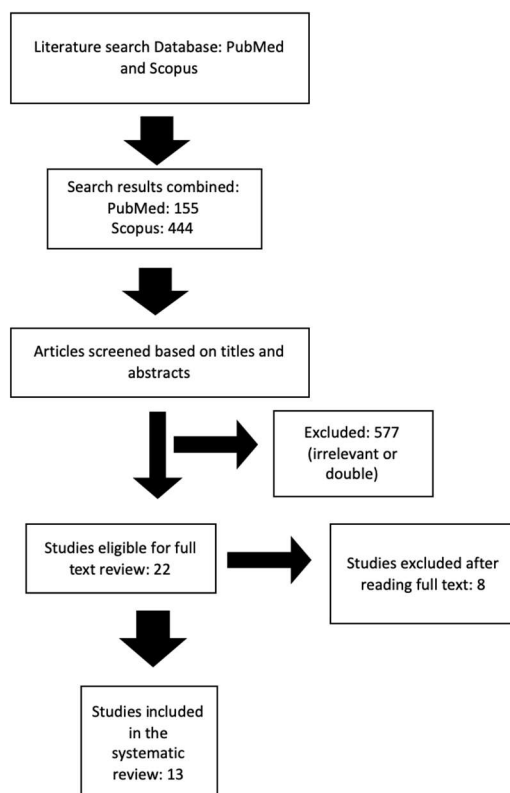 Literature search Database: PubMed
and Scopus
Search results combined:
PubMed: 155
Scopus: 444
Articles screened based on titles and
abstracts
Excluded: 577
(irrelevant or
double)
Studies eligible for full
text review: 22
Studies excluded after
reading full text: 8
Studies included
in the
systematic
review: 13